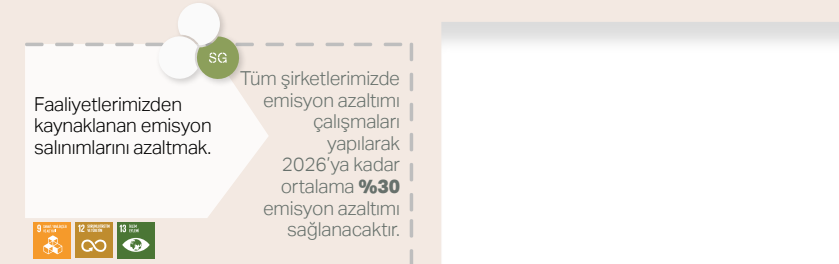 SG
Faaliyetlerimizden
kaynaklanan emisyon
salınımlarını azaltmak.
Tüm şirketlerimizde
emisyon azaltımı
çalışmaları
yapılarak
2026'ya kadar
ortalama %30
emisyon azaltımı
sağlanacaktır.
9
12
13